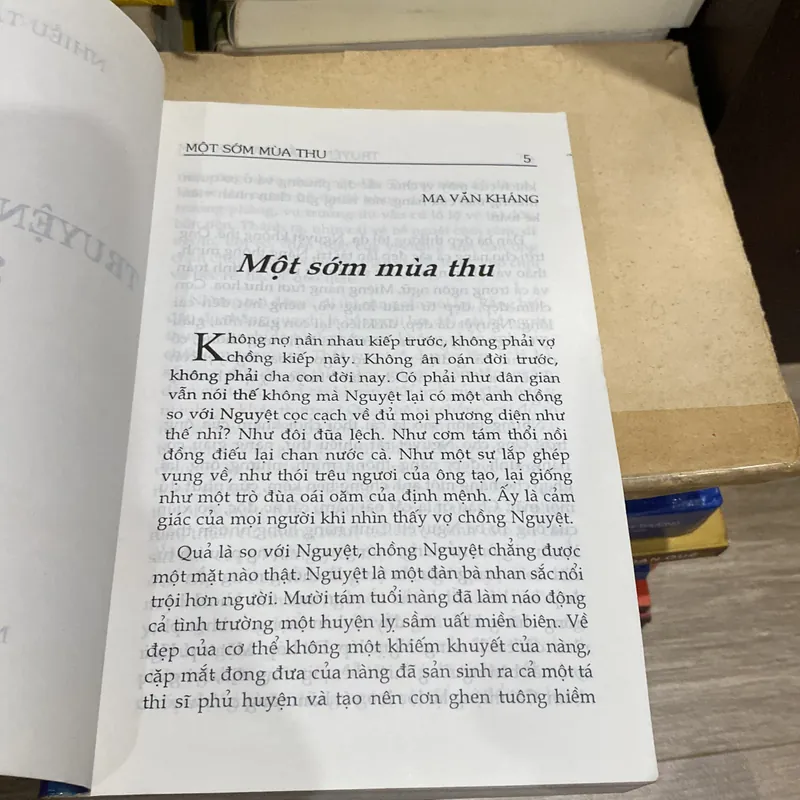 NHIỀU TÁ
TRUYỆN
MỘT SỚM MÙA THU 5
MA VĂN KHÁNG
Một sớm mùa thu
Không nợ nần nhau kiếp trước, không phải vợ
chồng kiếp này. Không ân oán đời trước,
không phải cha con đời nay. Có phải như dân gian
vẫn nói thế không mà Nguyệt lại có một anh chồng
so với Nguyệt cọc cạch về đủ mọi phương diện như
thế nhỉ? Như đôi đũa lệch. Như cơm tám thổi nồi
đồng điếu lại chan nước cà. Như một sự lắp ghép
vụng về, như thói trêu ngươi của ông tạo, lại giống
như một trò đùa oái oăm của định mệnh. Ấy là cảm
giác của mọi người khi nhìn thấy vợ chồng Nguyệt.
Quả là so với Nguyệt, chồng Nguyệt chẳng được
một mặt nào thật. Nguyệt là một đàn bà nhan sắc nổi
trội hơn người. Mười tám tuổi nàng đã làm náo động
cả tình trường một huyện lỵ sầm uất miền biên. Vẻ
đẹp của cơ thể không một khiếm khuyết của nàng,
cặp mắt đong đưa của nàng đã sản sinh ra cả một tá
thi sĩ phủ huyện và tạo nên cơn ghen tuông hiềm